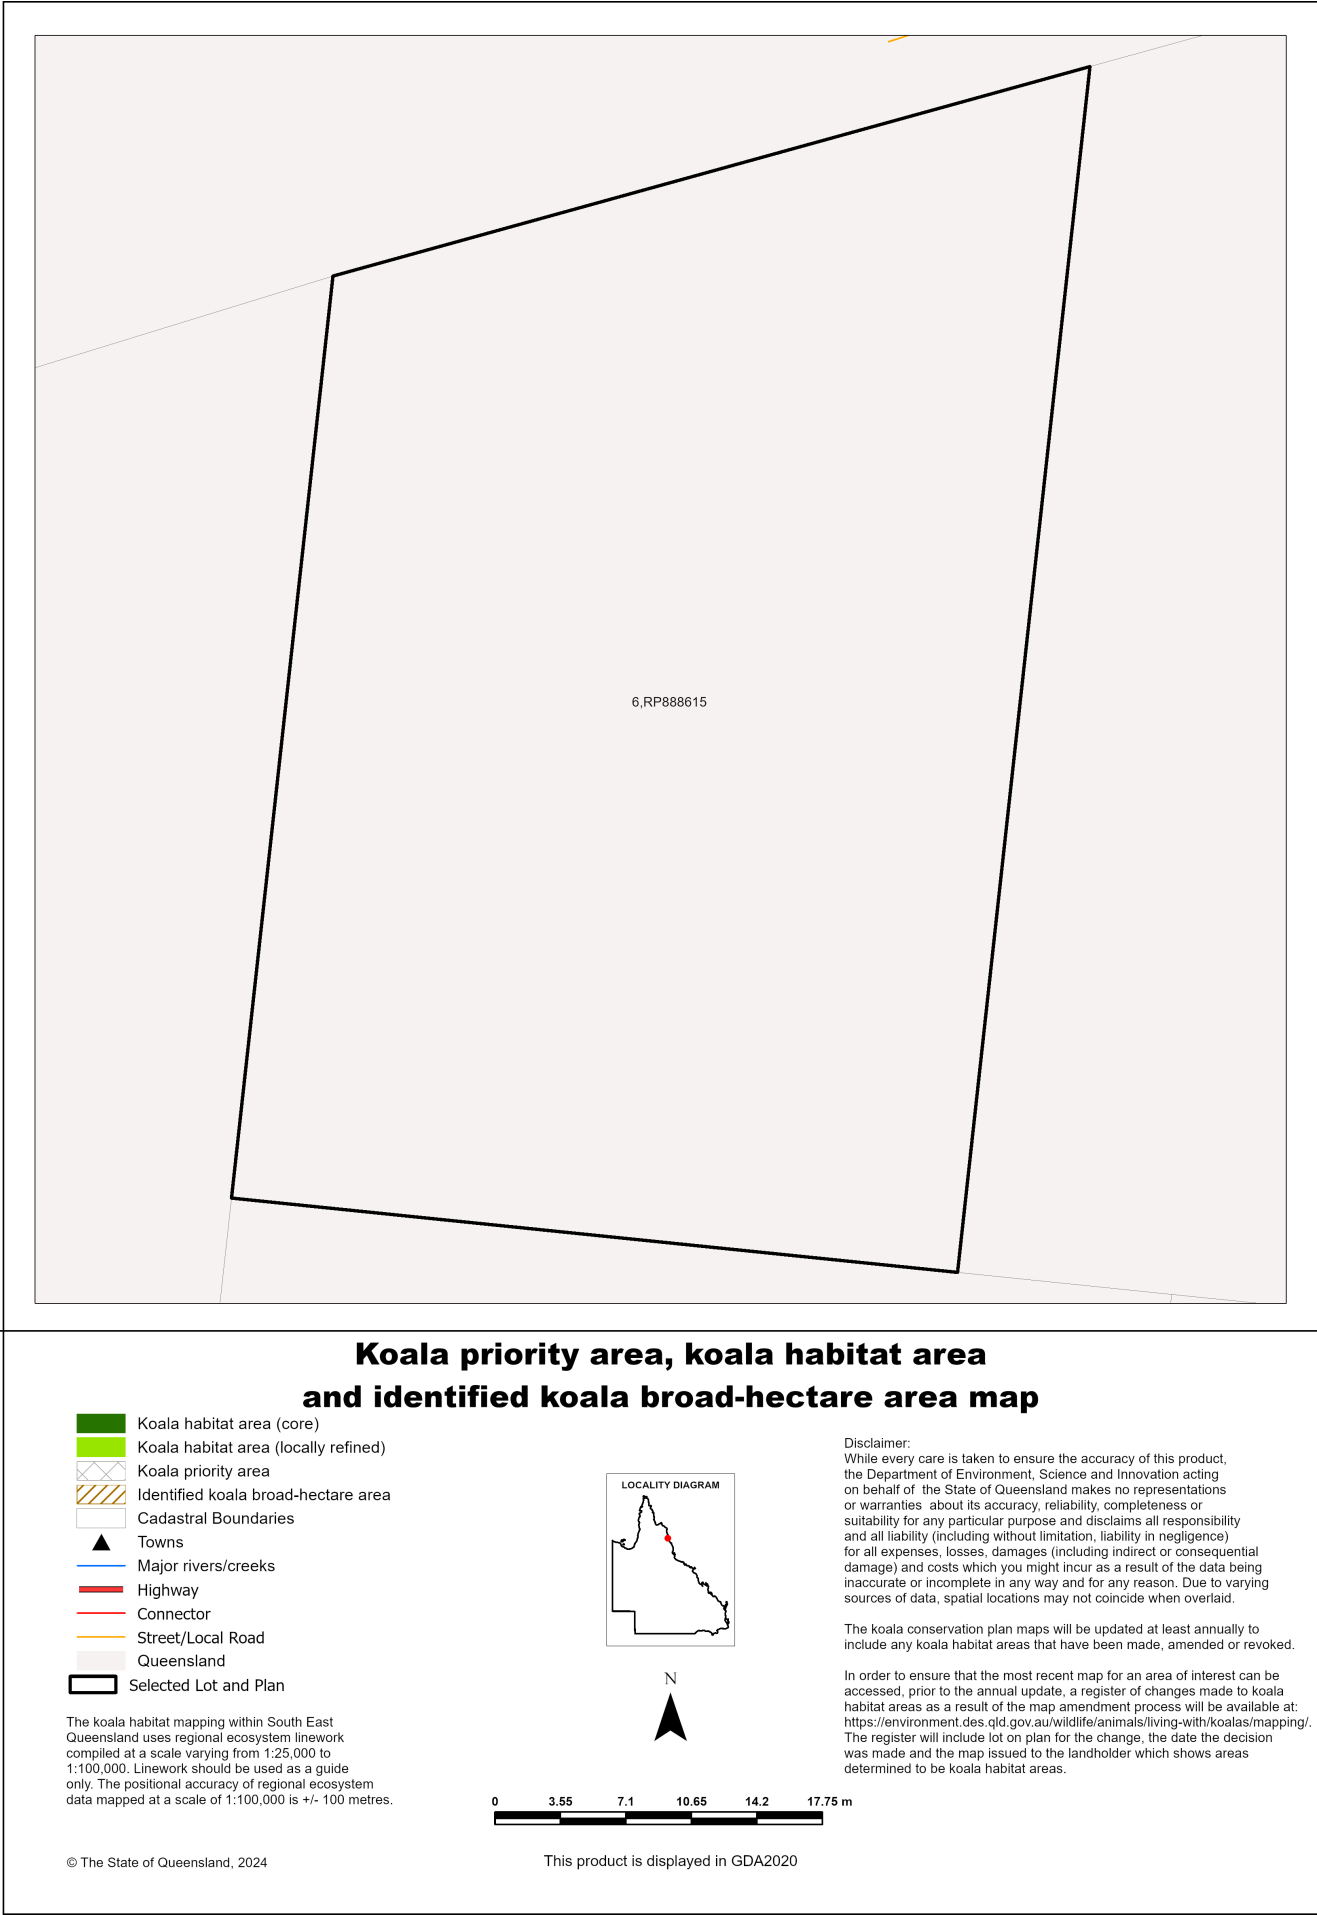 6,RP888615
Koala priority area, koala habitat area
and identified koala broad-hectare area map
Koala habitat area (core)
Koala habitat area (locally refined)
Koala priority area
Identified koala broad-hectare area
Cadastral Boundaries
Towns
Major rivers/creeks
Highway
Connector
Street/Local Road
Queensland
Selected Lot and Plan
The koala habitat mapping within South East
Queensland uses regional ecosystem linework
compiled at a scale varying from 1:25,000 to
1:100,000. Linework should be used as a guide
only. The positional accuracy of regional ecosystem
data mapped at a scale of 1:100,000 is +/- 100 metres.
© The State of Queensland, 2024
LOCALITY DIAGRAM
N
0 3.55 7.1 10.65 14.2 17.75 m
This product is displayed in GDA2020
Disclaimer:
While every care is taken to ensure the accuracy of this product,
the Department of Environment, Science and Innovation acting
on behalf of the State of Queensland makes no representations
or warranties about its accuracy, reliability, completeness or
suitability for any particular purpose and disclaims all responsibility
and all liability (including without limitation, liability in negligence)
for all expenses, losses, damages (including indirect or consequential
damage) and costs which you might incur as a result of the data being
inaccurate or incomplete in any way and for any reason. Due to varying
sources of data, spatial locations may not coincide when overlaid.
The koala conservation plan maps will be updated at least annually to
include any koala habitat areas that have been made, amended or revoked.
In order to ensure that the most recent map for an area of interest can be
accessed, prior to the annual update, a register of changes made to koala
habitat areas as a result of the map amendment process will be available at:
https://environment.des.qld.gov.au/wildlife/animals/living-with/koalas/mapping/.
The register will include lot on plan for the change, the date the decision
was made and the map issued to the landholder which shows areas
determined to be koala habitat areas.